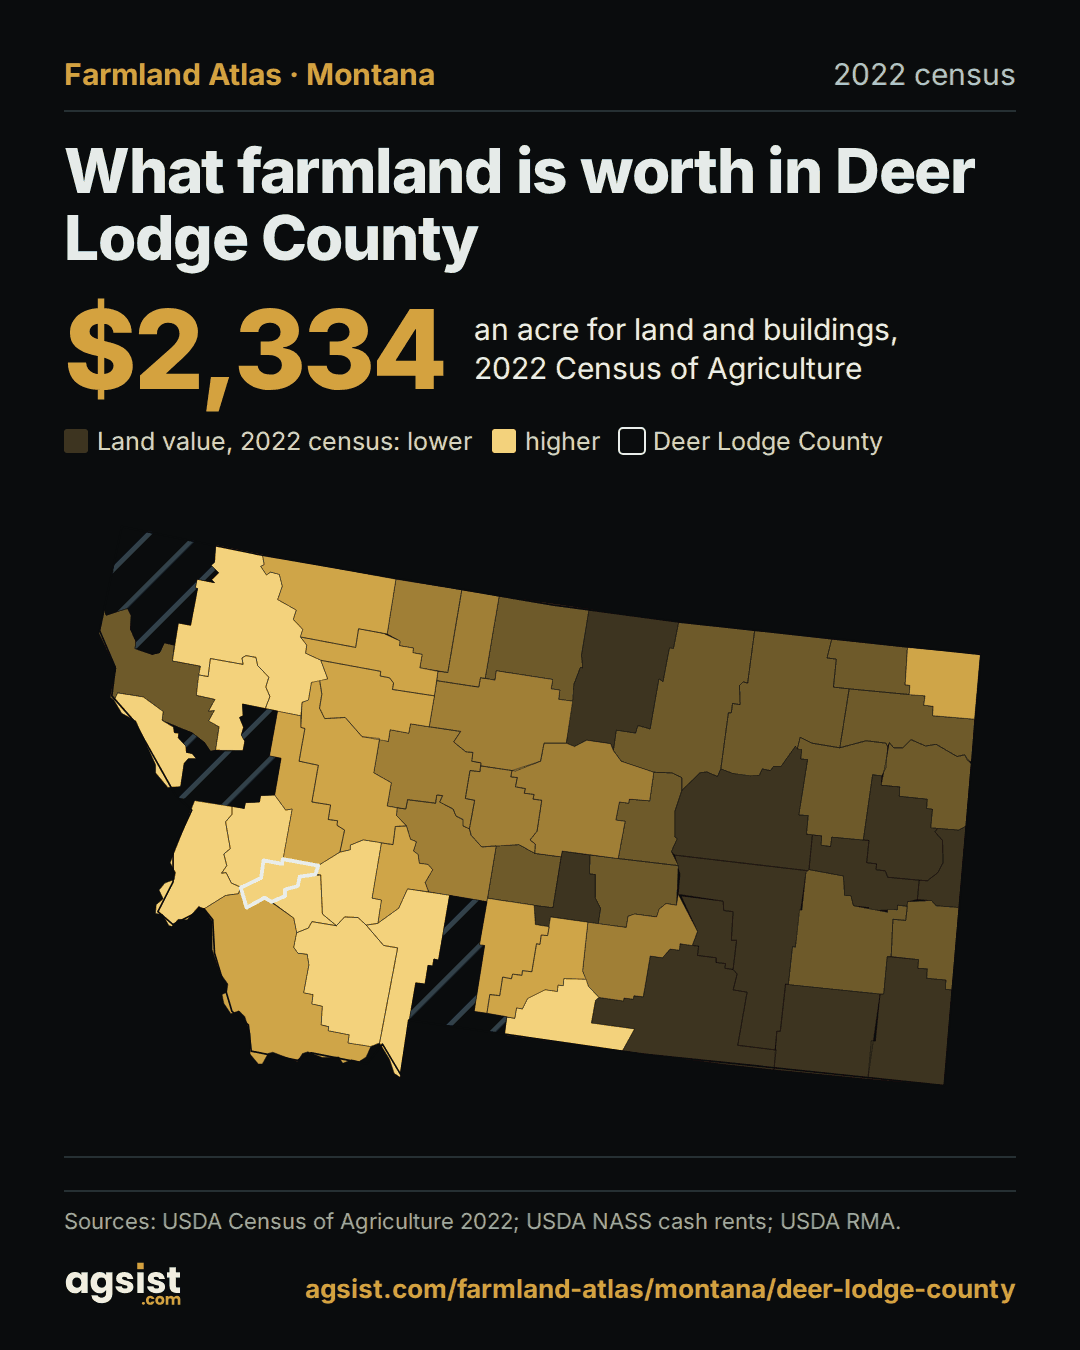 Farmland Atlas · Montana
2022 census
What farmland is worth in Deer
Lodge County
$2,334
an acre for land and buildings,
2022 Census of Agriculture
Land value, 2022 census: lower
higher
Deer Lodge County
Sources: USDA Census of Agriculture 2022; USDA NASS cash rents; USDA RMA.
agsist
.com
agsist.com/farmland-atlas/montana/deer-lodge-county